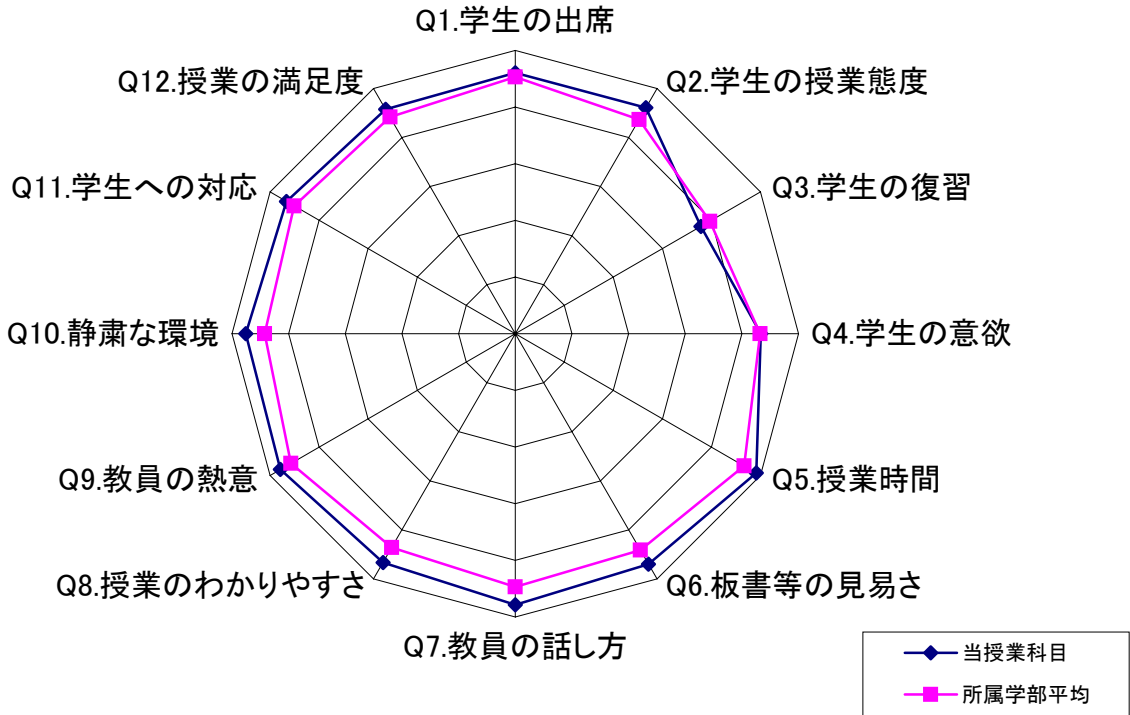 Q1.学生の出席
Q12.授業の満足度
Q2.学生の授業態度
Q11.学生への対応
Q3.学生の復習
Q10.静粛な環境
Q4.学生の意欲
Q9.教員の熱意
Q5.授業時間
Q8.授業のわかりやすさ
Q6.板書等の見易さ
Q7.教員の話し方
当授業科目
所属学部平均